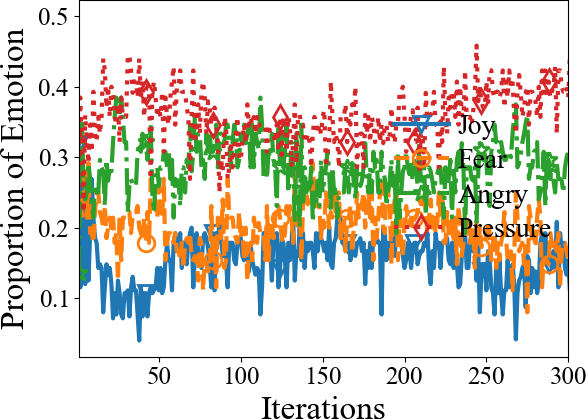 Proportion of Emotion
0.5
0.4
0.3
0.2
0.1
Joy
Fear
Angry
Pressure
50 100 150 200 250 300
Iterations